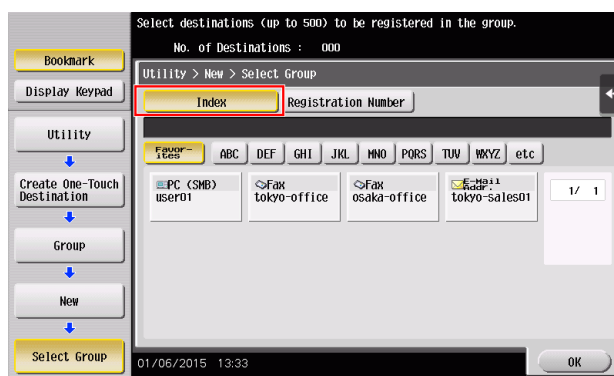 Select destinations (up to 500) to be registered in the group.
No. of Destinations : 000
Bookmark
Display Keypad
Utility
Create One-Touch
Destination
Group
New
Select Group
Utility > New > Select Group
Index
Registration Number
Favor-
ites
ABC
DEF
GHI
JKL
MNO
PQRS
TUV
WXYZ
etc
PC (SMB)
user01
Fax
tokyo-office
Fax
osaka-office
E-Mail
Addr.
tokyo-sales01
1/ 1
01/06/2015 13:33
OK